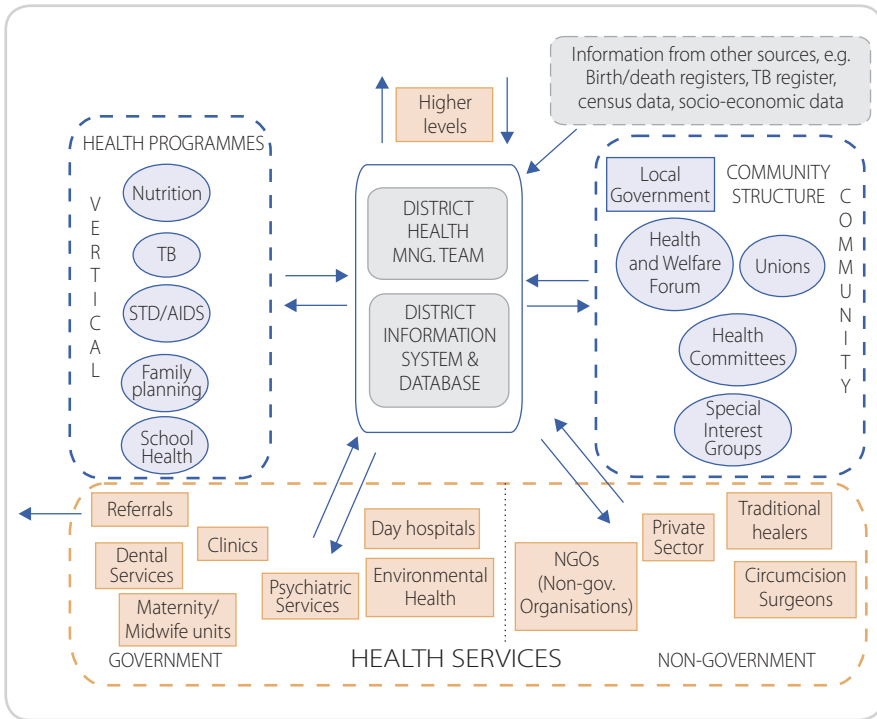 Information from other sources, e.g.
Birth/death registers, TB register,
census data, socio-economic data
Higher
levels
HEALTH PROGRAMMES
VERTICAL
Nutrition
TB
STD/AIDS
Family
planning
School
Health
DISTRICT
HEALTH
MNG. TEAM
DISTRICT
INFORMATION
SYSTEM &
DATABASE
Local
Government
COMMUNITY
STRUCTURE
COMMUNITY
Health
and Welfare
Forum
Unions
Health
Committees
Special
Interest
Groups
Referrals
Clinics
Dental
Services
Maternity/
Midwife units
Psychiatric
Services
Day hospitals
Environmental
Health
NGOs
(Non-gov.
Organisations)
Private
Sector
Traditional
healers
Circumcision
Surgeons
GOVERNMENT
HEALTH SERVICES
NON-GOVERNMENT